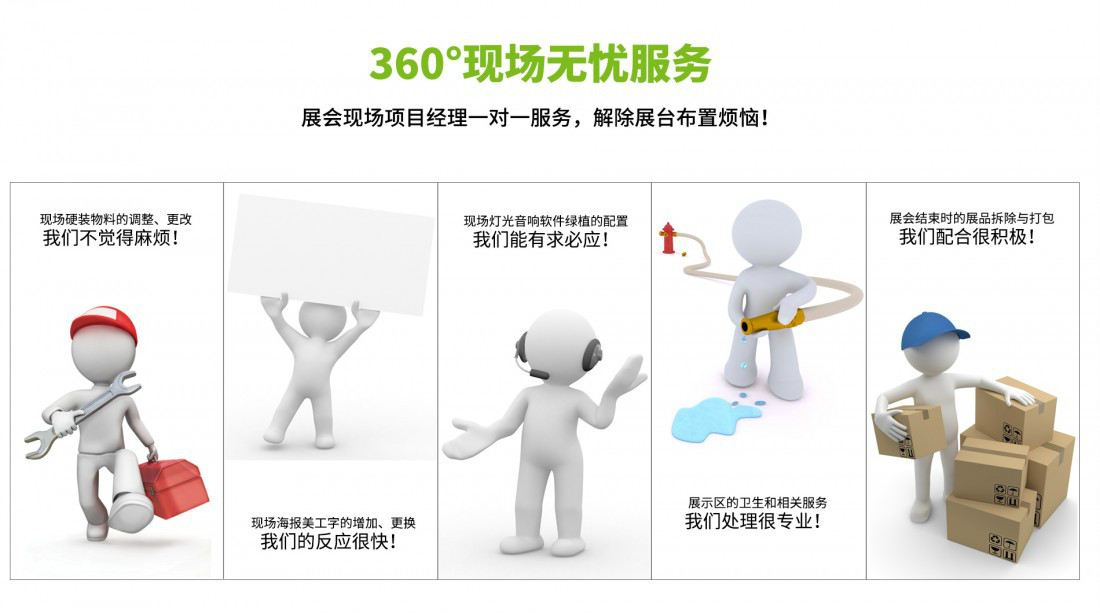 360°现场无忧服务
展会现场项目经理一对一服务，解除展台布置烦恼！
现场硬装物料的调整、更改
我们不觉得麻烦！
现场海报美工字的增加、更换
我们的反应很快！
现场灯光音响软件绿植的配置
我们能有求必应！
展示区的卫生和相关服务
我们处理很专业！
展会结束时的展品拆除与打包
我们配合很积极！